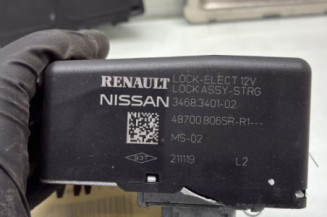 RENAULT LOCK-ELECT 12V
LOCK ASSY-STRG
NISSAN 34683401-02
48700 8065R-R1---
MS-02
211119 L2